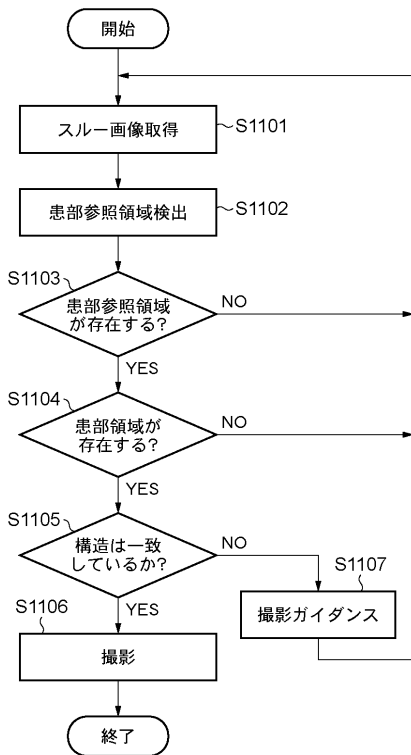 開始
スルー画像取得
S1101
患部参照領域検出
S1102
S1103
患部参照領域
が存在する?
NO
YES
S1104
患部領域が
存在する?
NO
YES
S1105
構造は一致
しているか?
NO
YES
S1107
撮影ガイダンス
S1106
撮影
終了